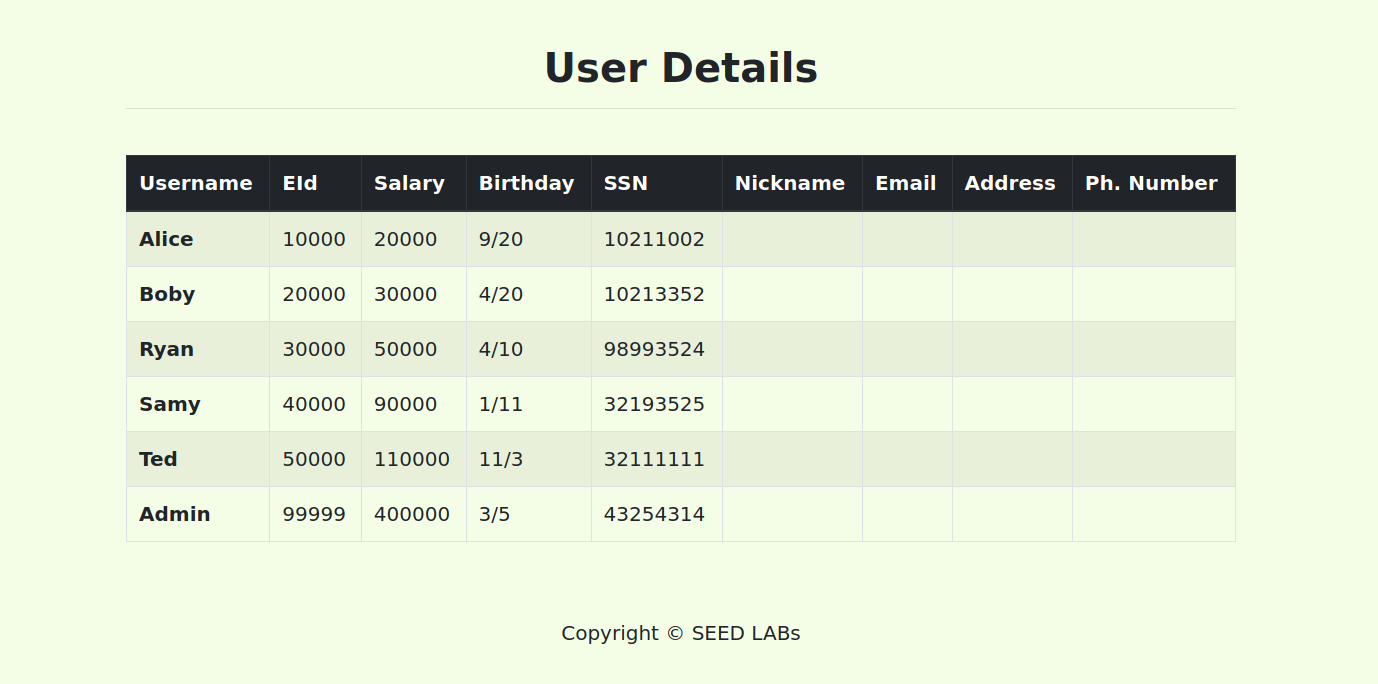 User Details
Username EId Salary Birthday SSN Nickname Email Address Ph. Number
Alice 10000 20000 9/20 10211002
Boby 20000 30000 4/20 10213352
Ryan 30000 50000 4/10 98993524
Samy 40000 90000 1/11 32193525
Ted 50000 110000 11/3 32111111
Admin 99999 400000 3/5 43254314
Copyright © SEED LABs